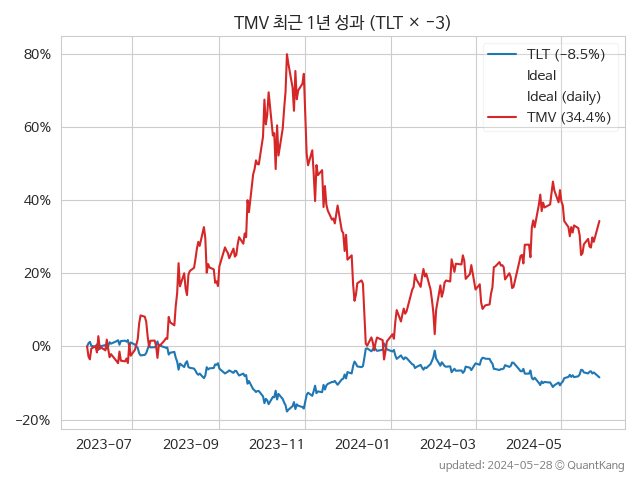 TMV 최근 1년 성과 (TLT × −3)
TLT (−8.5%)
Ideal
Ideal (daily)
TMV (34.4%)
80%
60%
40%
20%
0%
−20%
2023-07
2023-09
2023-11
2024-01
2024-03
2024-05
updated: 2024-05-28 © QuantKang